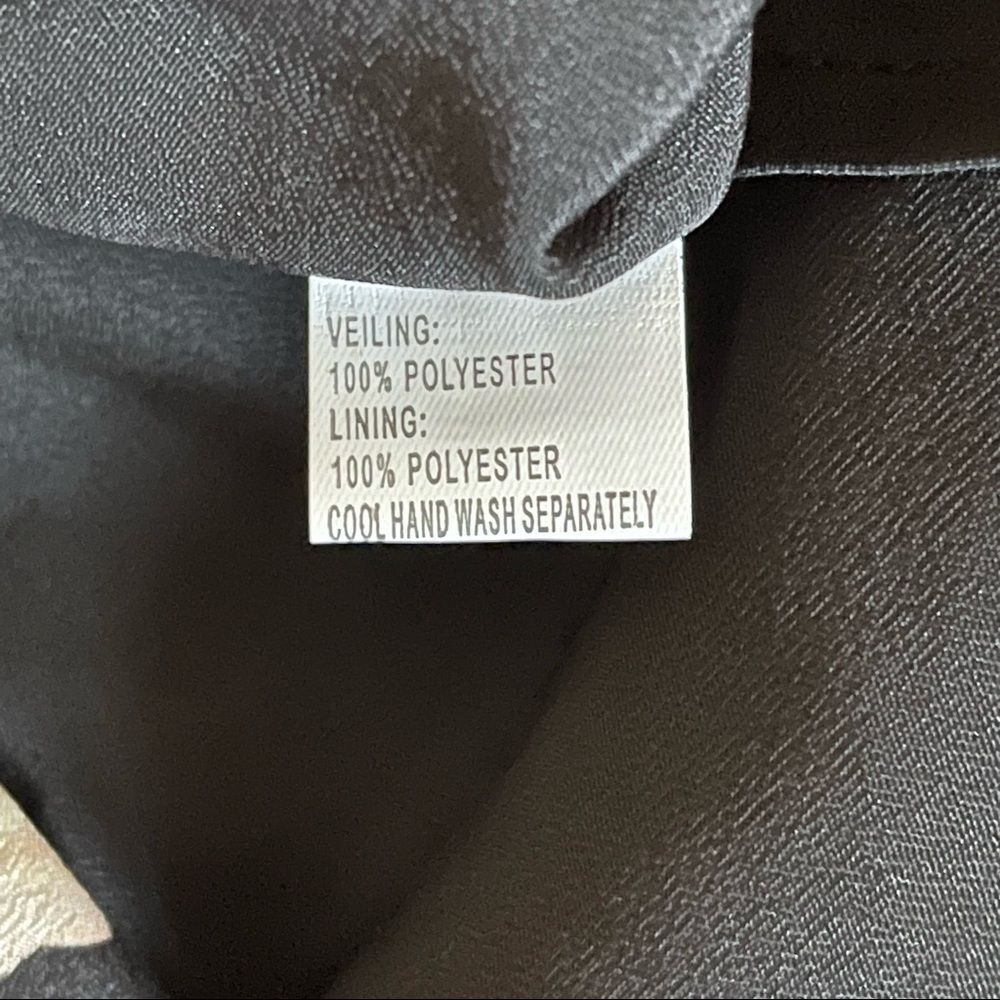 VEILING:
100% POLYESTER
LINING:
100% POLYESTER
COOL HAND WASH SEPARATELY